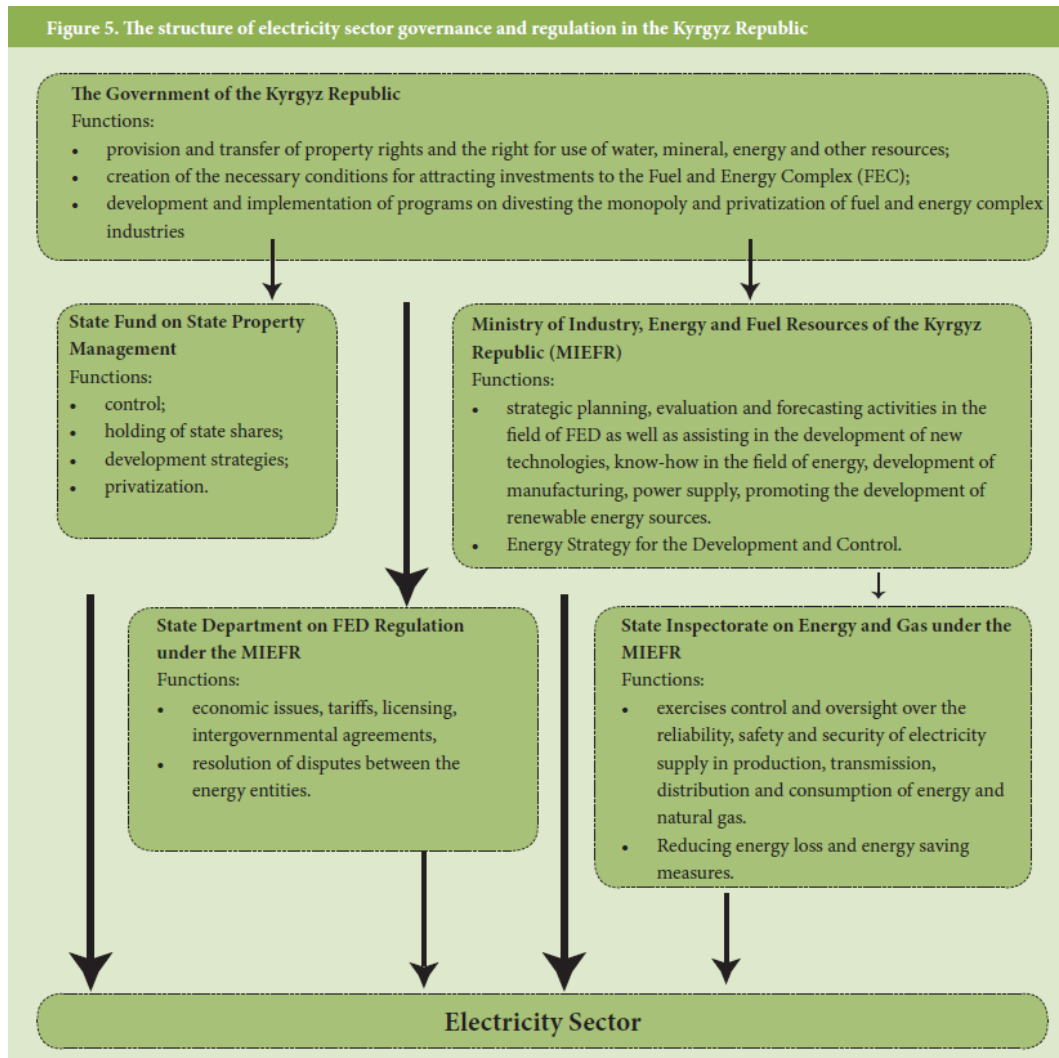 Figure 5. The structure of electricity sector governance and regulation in the Kyrgyz Republic
The Government of the Kyrgyz Republic
Functions:
• provision and transfer of property rights and the right for use of water, mineral, energy and other resources;
• creation of the necessary conditions for attracting investments to the Fuel and Energy Complex (FEC);
• development and implementation of programs on divesting the monopoly and privatization of fuel and energy complex
industries
State Fund on State Property
Management
Functions:
• control;
• holding of state shares;
• development strategies;
• privatization.
Ministry of Industry, Energy and Fuel Resources of the Kyrgyz
Republic (MIEFR)
Functions:
• strategic planning, evaluation and forecasting activities in the
field of FED as well as assisting in the development of new
technologies, know-how in the field of energy, development of
manufacturing, power supply, promoting the development of
renewable energy sources.
• Energy Strategy for the Development and Control.
State Department on FED Regulation
under the MIEFR
Functions:
• economic issues, tariffs, licensing,
intergovernmental agreements,
• resolution of disputes between the
energy entities.
State Inspectorate on Energy and Gas under the
MIEFR
Functions:
• exercises control and oversight over the
reliability, safety and security of electricity
supply in production, transmission,
distribution and consumption of energy and
natural gas.
• Reducing energy loss and energy saving
measures.
Electricity Sector